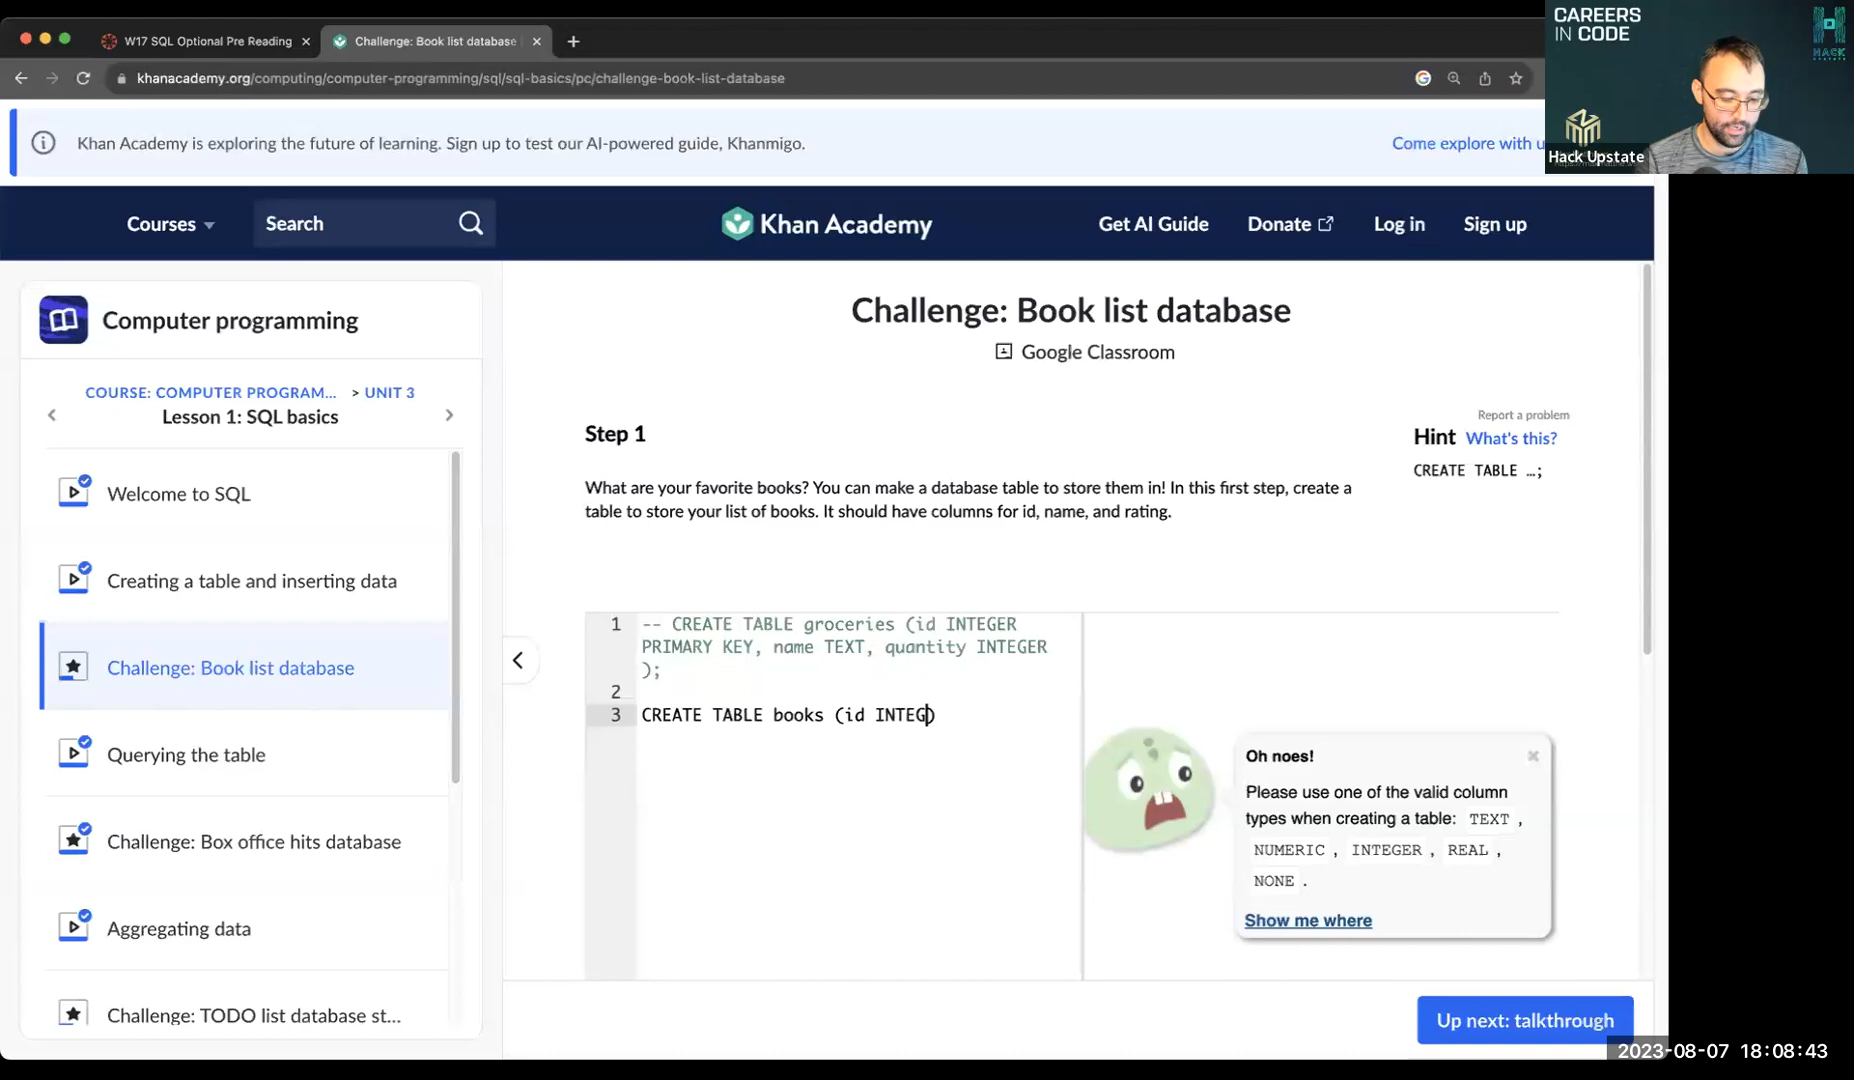 W17 SQL Optional Pre Reading
Challenge: Book list database
khanacademy.org/computing/computer-programming/sql/sql-basics/pc/challenge-book-list-database
CAREERS
IN CODE
HACK
UPSTATE
Hack Upstate
Khan Academy is exploring the future of learning. Sign up to test our AI-powered guide, Khanmigo.
Come explore with u
Courses
Search
Khan Academy
Get AI Guide
Donate
Log in
Sign up
Computer programming
COURSE: COMPUTER PROGRAM... > UNIT 3
Lesson 1: SQL basics
Welcome to SQL
Creating a table and inserting data
Challenge: Book list database
Querying the table
Challenge: Box office hits database
Aggregating data
Challenge: TODO list database st...
Challenge: Book list database
Google Classroom
Report a problem
Step 1
Hint What's this?
CREATE TABLE …;
What are your favorite books? You can make a database table to store them in! In this first step, create a
table to store your list of books. It should have columns for id, name, and rating.
1 -- CREATE TABLE groceries (id INTEGER
PRIMARY KEY, name TEXT, quantity INTEGER
);
2
3 CREATE TABLE books (id INTEG)
Oh noes!
Please use one of the valid column
types when creating a table: TEXT ,
NUMERIC , INTEGER , REAL ,
NONE .
Show me where
Up next: talkthrough
2023-08-07 18:08:43